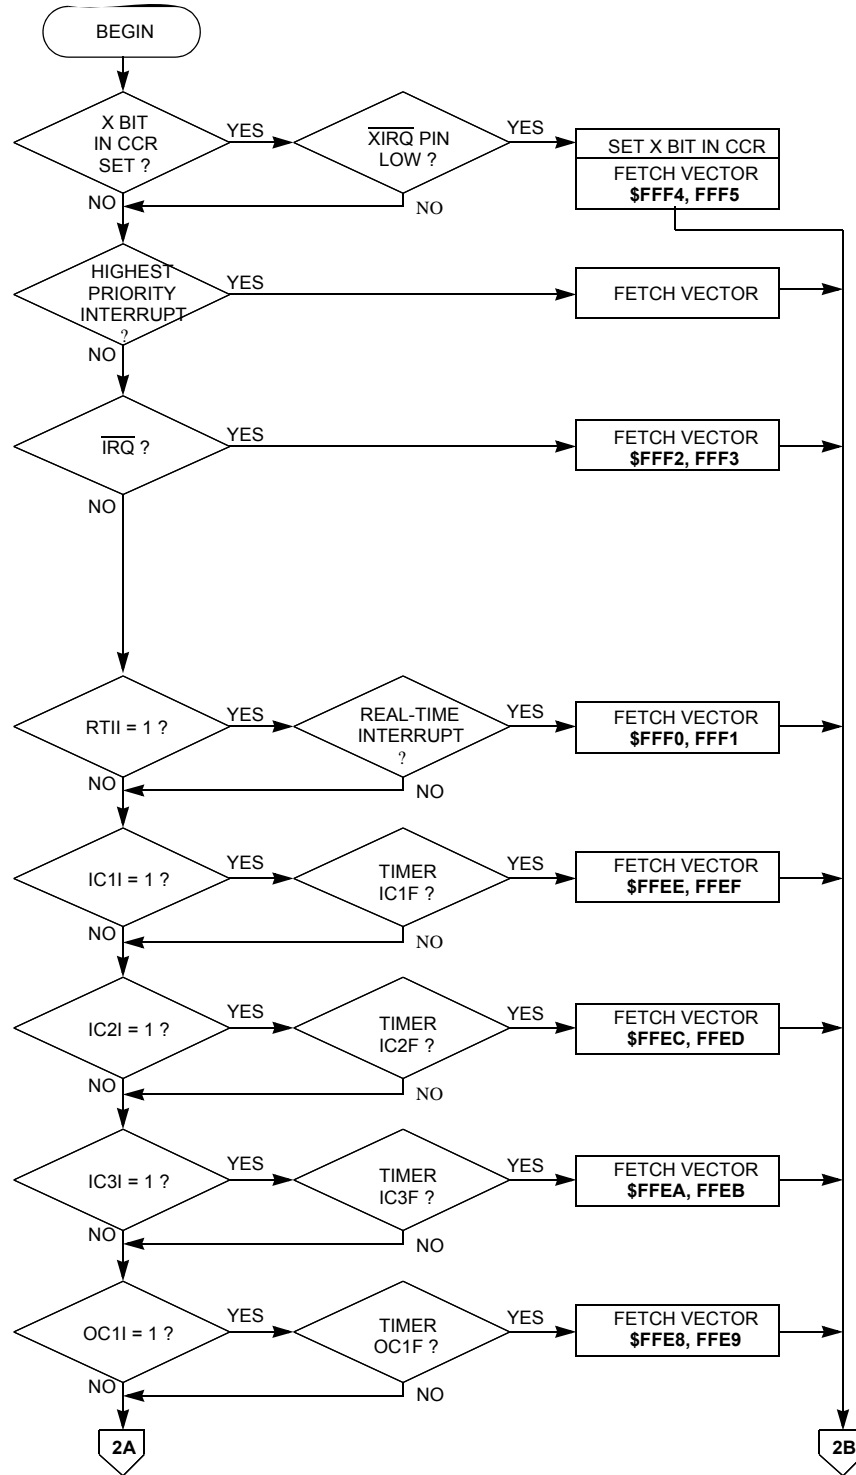 BEGIN
X BIT
IN CCR
SET ?
YES
XIRQ PIN
LOW ?
YES
SET X BIT IN CCR
FETCH VECTOR
$FFF4, FFF5
NO
NO
HIGHEST
PRIORITY
INTERRUPT
?
YES
FETCH VECTOR
NO
IRQ ?
YES
FETCH VECTOR
$FFF2, FFF3
NO
RTII = 1 ?
YES
REAL-TIME
INTERRUPT
?
YES
FETCH VECTOR
$FFF0, FFF1
NO
NO
IC1I = 1 ?
YES
TIMER
IC1F ?
YES
FETCH VECTOR
$FFEE, FFEF
NO
NO
IC2I = 1 ?
YES
TIMER
IC2F ?
YES
FETCH VECTOR
$FFEC, FFED
NO
NO
IC3I = 1 ?
YES
TIMER
IC3F ?
YES
FETCH VECTOR
$FFEA, FFEB
NO
NO
OC1I = 1 ?
YES
TIMER
OC1F ?
YES
FETCH VECTOR
$FFE8, FFE9
NO
NO
2A
2B